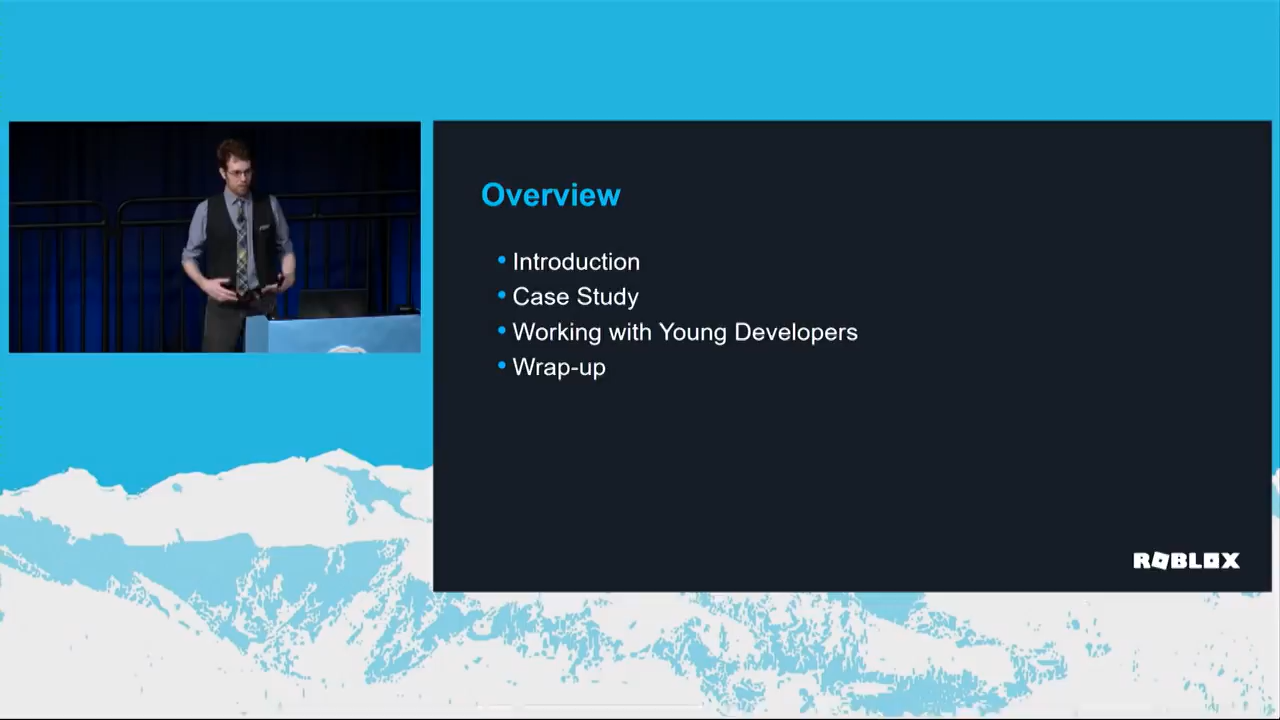 Overview
• Introduction
• Case Study
• Working with Young Developers
• Wrap-up
ROBLOX